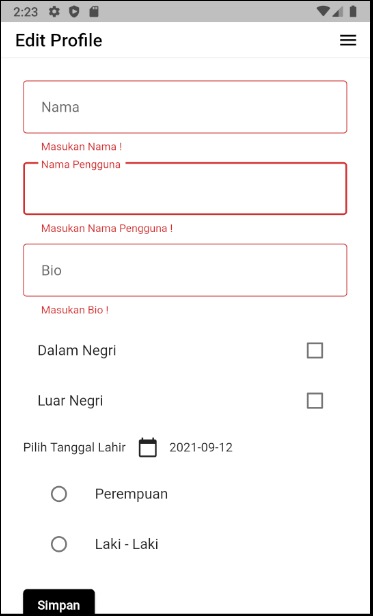 2:23
Edit Profile
Nama
Masukan Nama !
Nama Pengguna
Masukan Nama Pengguna !
Bio
Masukan Bio !
Dalam Negri
Luar Negri
Pilih Tanggal Lahir 2021-09-12
Perempuan
Laki - Laki
Simpan